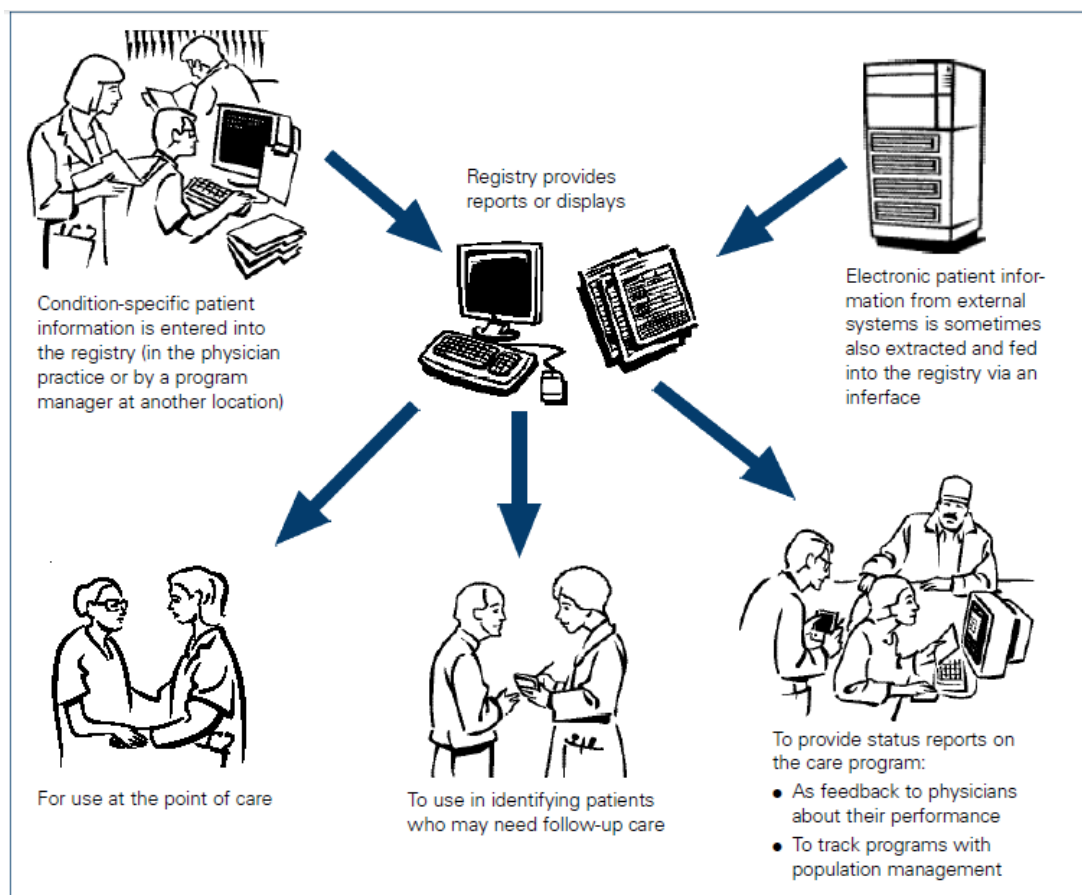 Registry provides
reports or displays
Condition-specific patient
information is entered into
the registry (in the physician
practice or by a program
manager at another location)
Electronic patient infor-
mation from external
systems is sometimes
also extracted and fed
into the registry via an
inferface
For use at the point of care
To use in identifying patients
who may need follow-up care
To provide status reports on
the care program:
● As feedback to physicians
about their performance
● To track programs with
population management